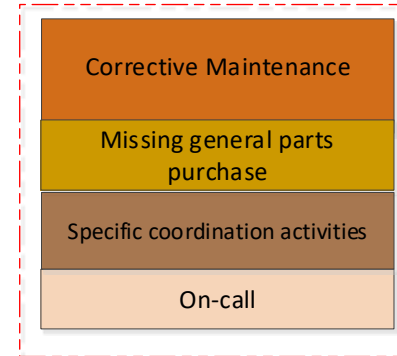 Corrective Maintenance
Missing general parts
purchase
Specific coordination activities
On-call